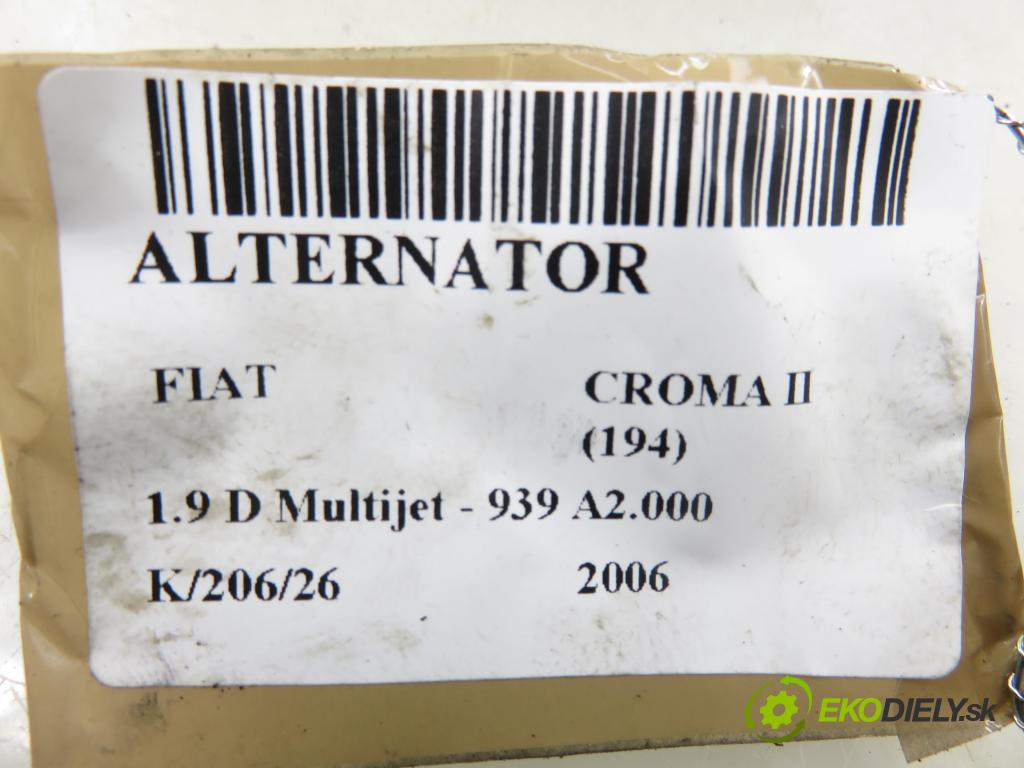 ALTERNATOR
FIAT CROMA II
(194)
1.9 D Multijet - 939 A2.000
K/206/26 2006
EKODIELY.sk